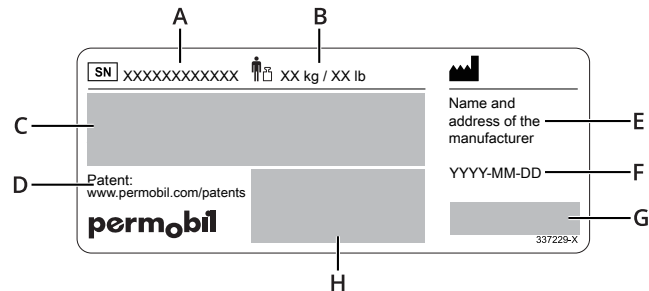 A
B
SN XXXXXXXXXXXX XX kg / XX lb
C
Name and
address of the
manufacturer
E
D
Patent:
www.permobil.com/patents
YYYY-MM-DD
F
permobil
G
337229-X
H